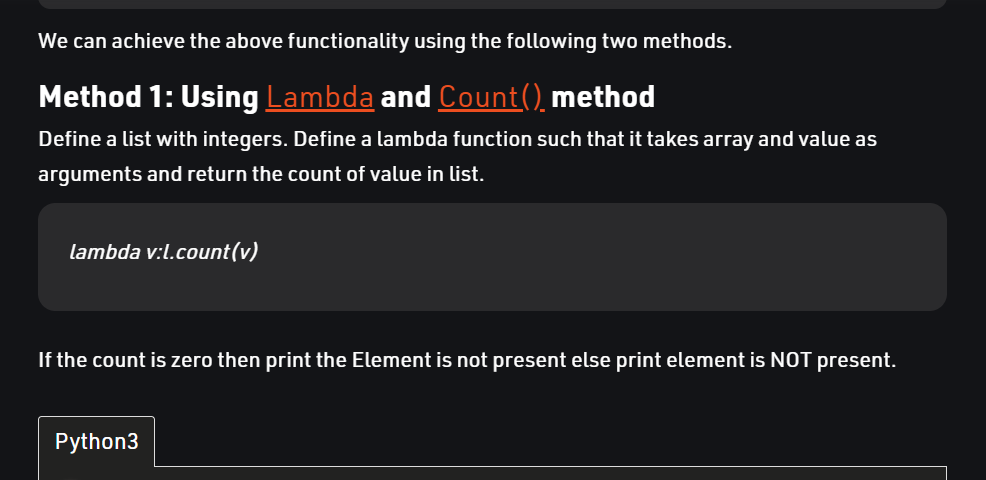 We can achieve the above functionality using the following two methods.
Method 1: Using Lambda and Count() method
Define a list with integers. Define a lambda function such that it takes array and value as
arguments and return the count of value in list.
lambda v:l.count(v)
If the count is zero then print the Element is not present else print element is NOT present.
Python3